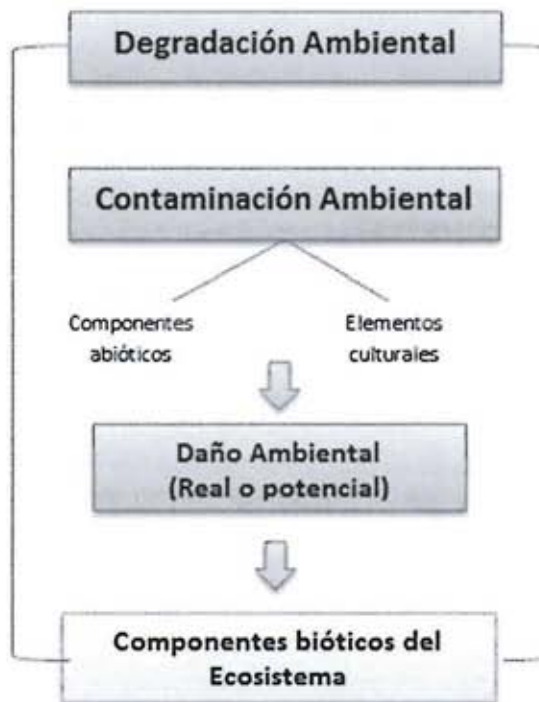 Degradación Ambiental
Contaminación Ambiental
Componentes
abióticos
Elementos
culturales
Daño Ambiental
(Real o potencial)
Componentes bióticos del
Ecosistema